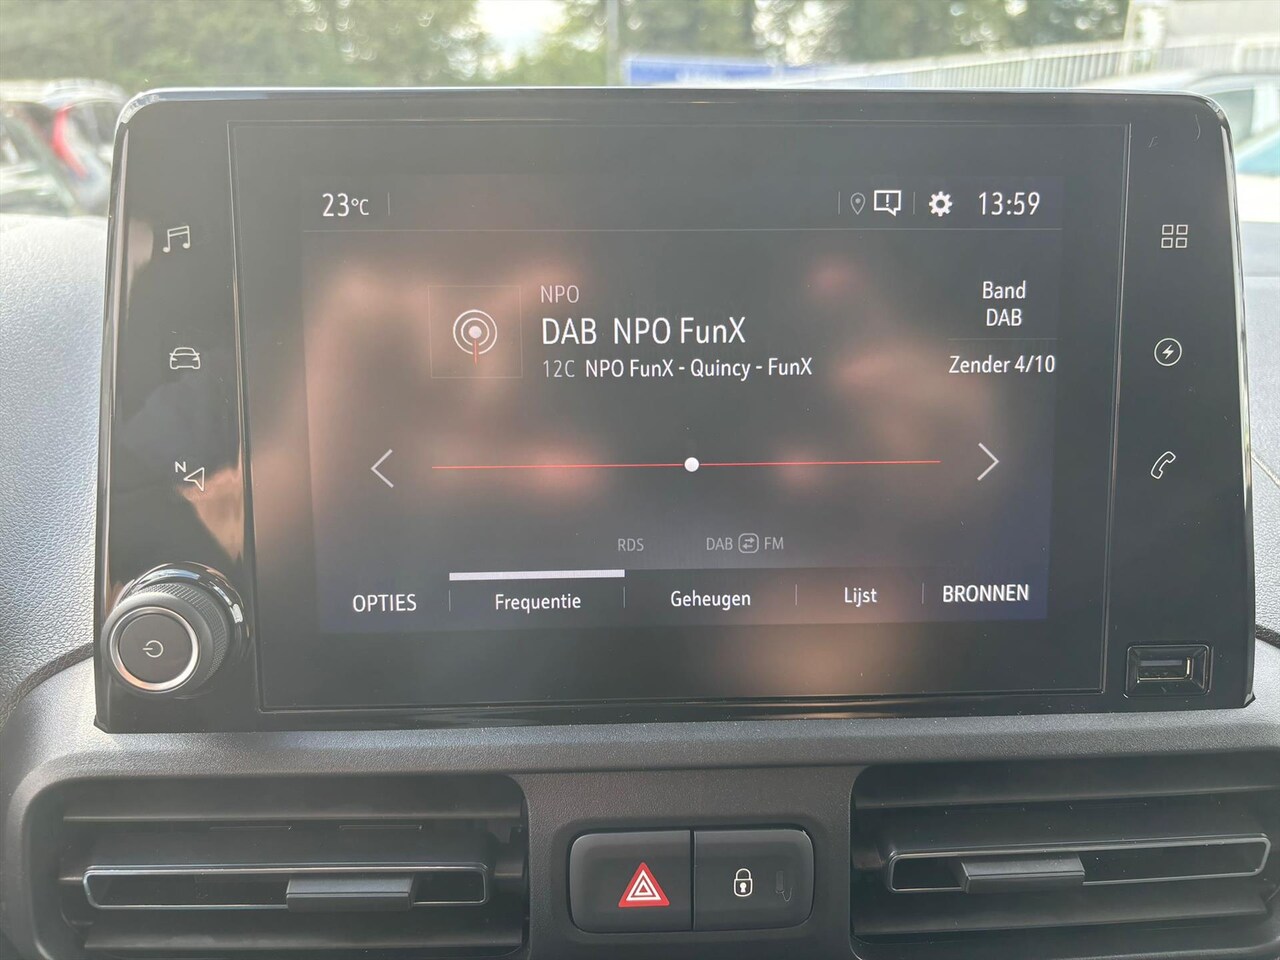 23°C
13:59
NPO
DAB NPO FunX
12C NPO FunX - Quincy - FunX
Band
DAB
Zender 4/10
N
RDS
DAB FM
OPTIES
Frequentie
Geheugen
Lijst
BRONNEN